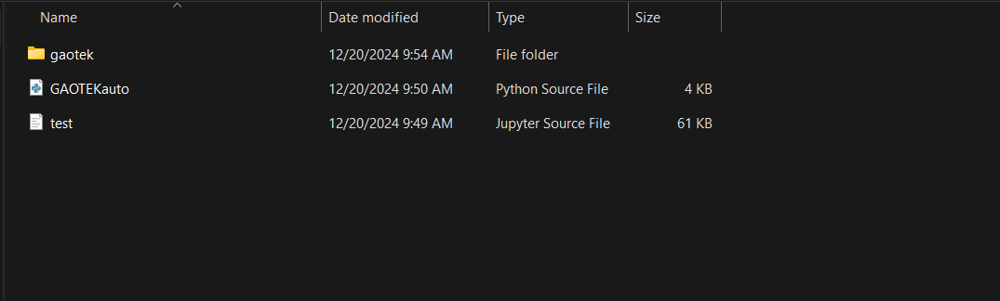 Name Date modified Type Size
gaotek 12/20/2024 9:54 AM File folder
GAOTEKauto 12/20/2024 9:50 AM Python Source File 4 KB
test 12/20/2024 9:49 AM Jupyter Source File 61 KB